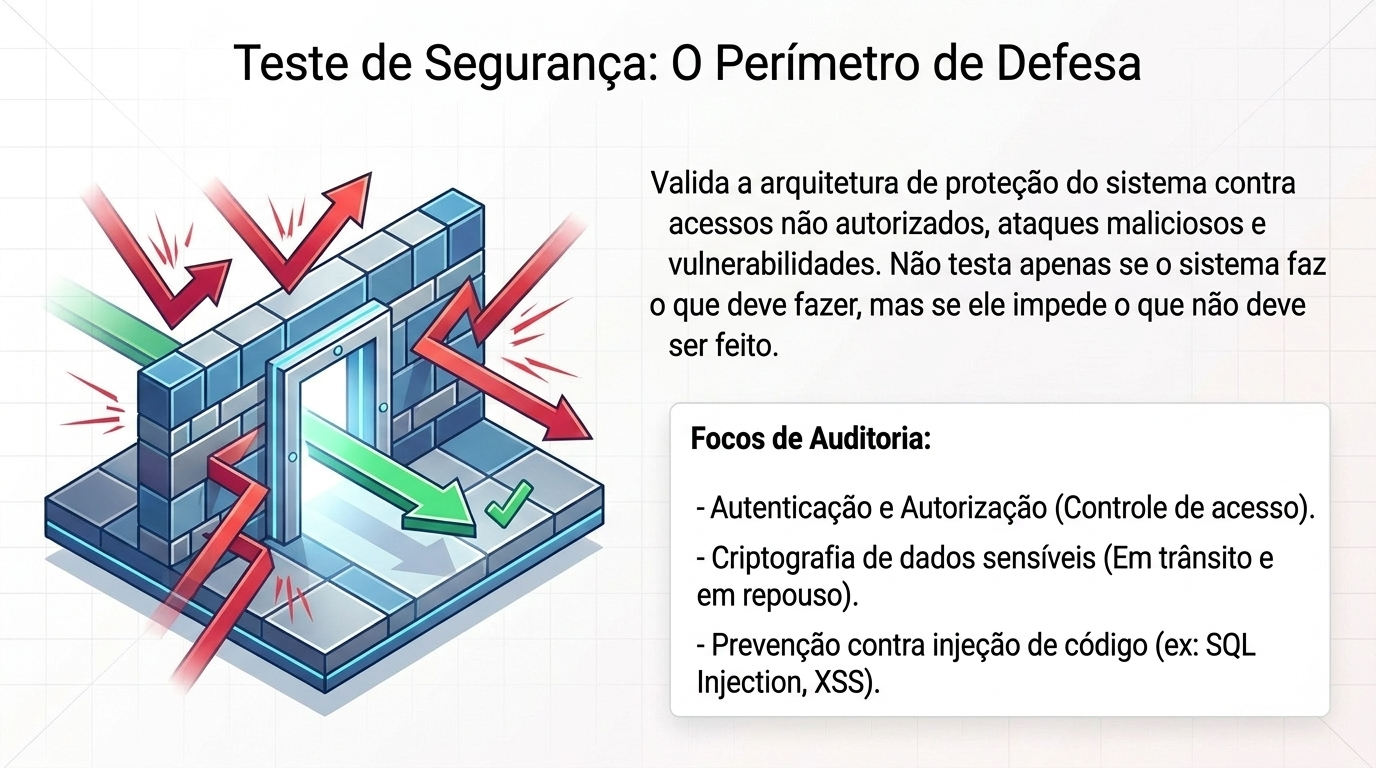 Teste de Segurança: O Perímetro de Defesa
Valida a arquitetura de proteção do sistema contra
acessos não autorizados, ataques maliciosos e
vulnerabilidades. Não testa apenas se o sistema faz
o que deve fazer, mas se ele impede o que não deve
ser feito.
Focos de Auditoria:
- Autenticação e Autorização (Controle de acesso).
- Criptografia de dados sensíveis (Em trânsito e
em repouso).
- Prevenção contra injeção de código (ex: SQL
Injection, XSS).